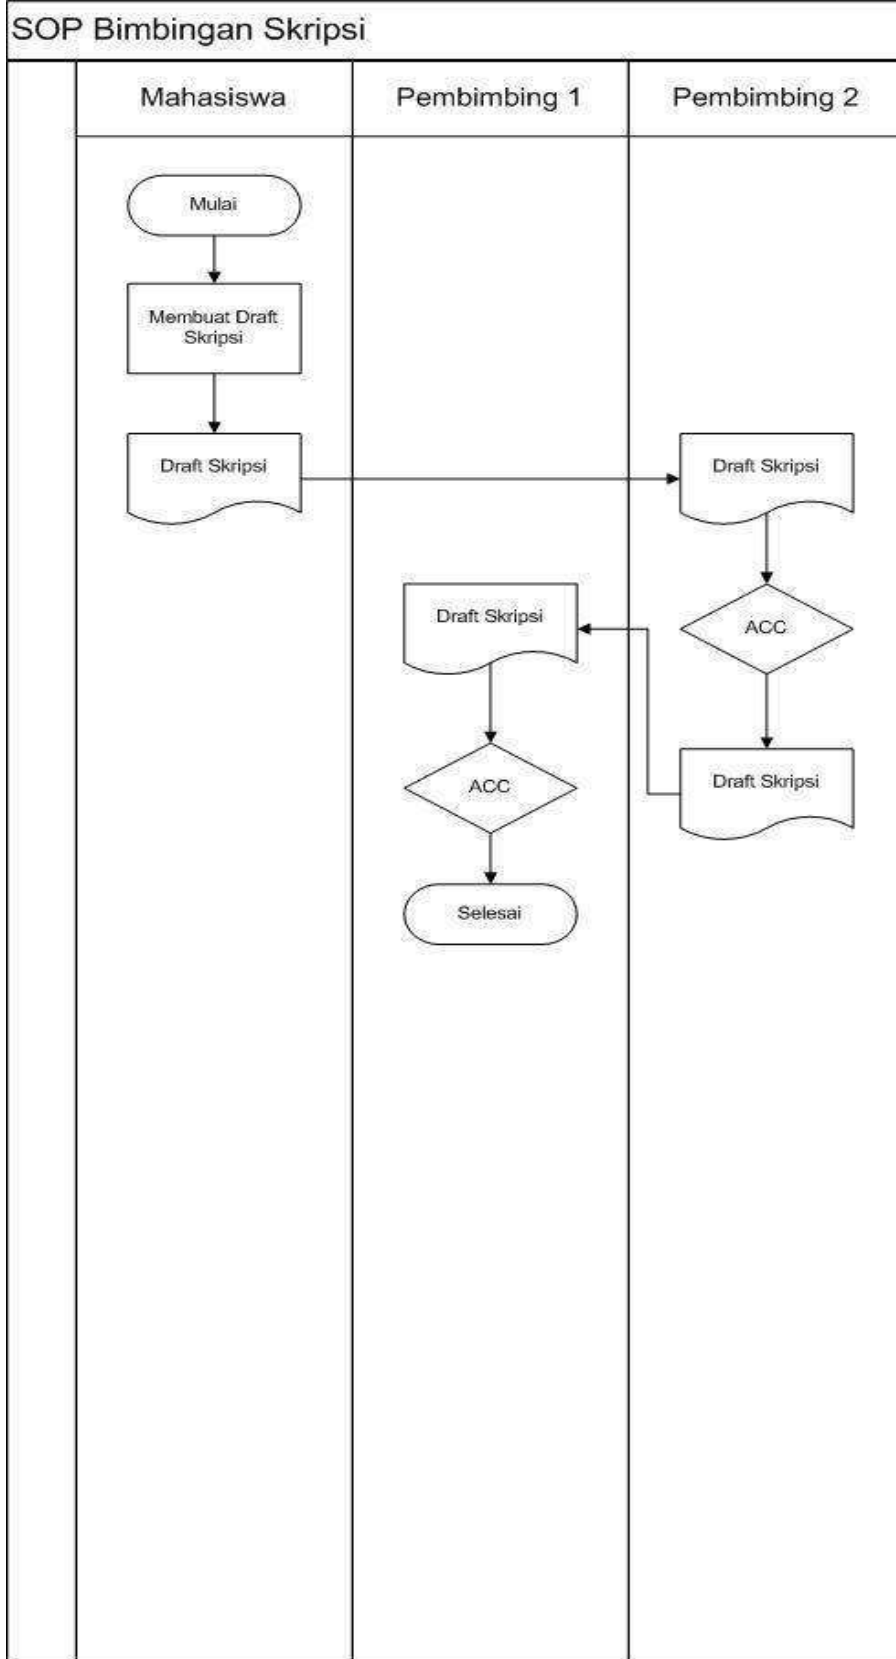 SOP Bimbingan Skripsi
Mahasiswa
Pembimbing 1
Pembimbing 2
Mulai
Membuat Draft
Skripsi
Draft Skripsi
Draft Skripsi
Draft Skripsi
ACC
ACC
Draft Skripsi
Selesai